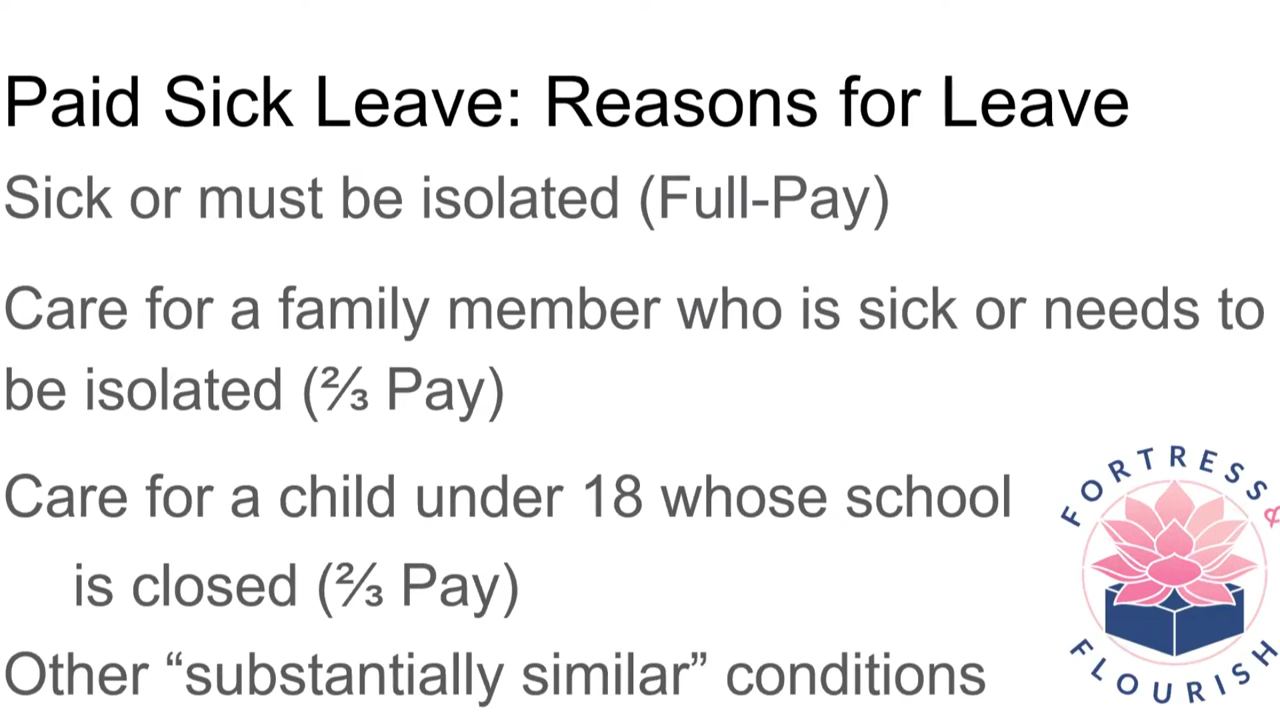 Paid Sick Leave: Reasons for Leave
Sick or must be isolated (Full-Pay)
Care for a family member who is sick or needs to
be isolated (⅔ Pay)
Care for a child under 18 whose school
is closed (⅔ Pay)
Other “substantially similar” conditions
FORTRESS &
FLOURISH